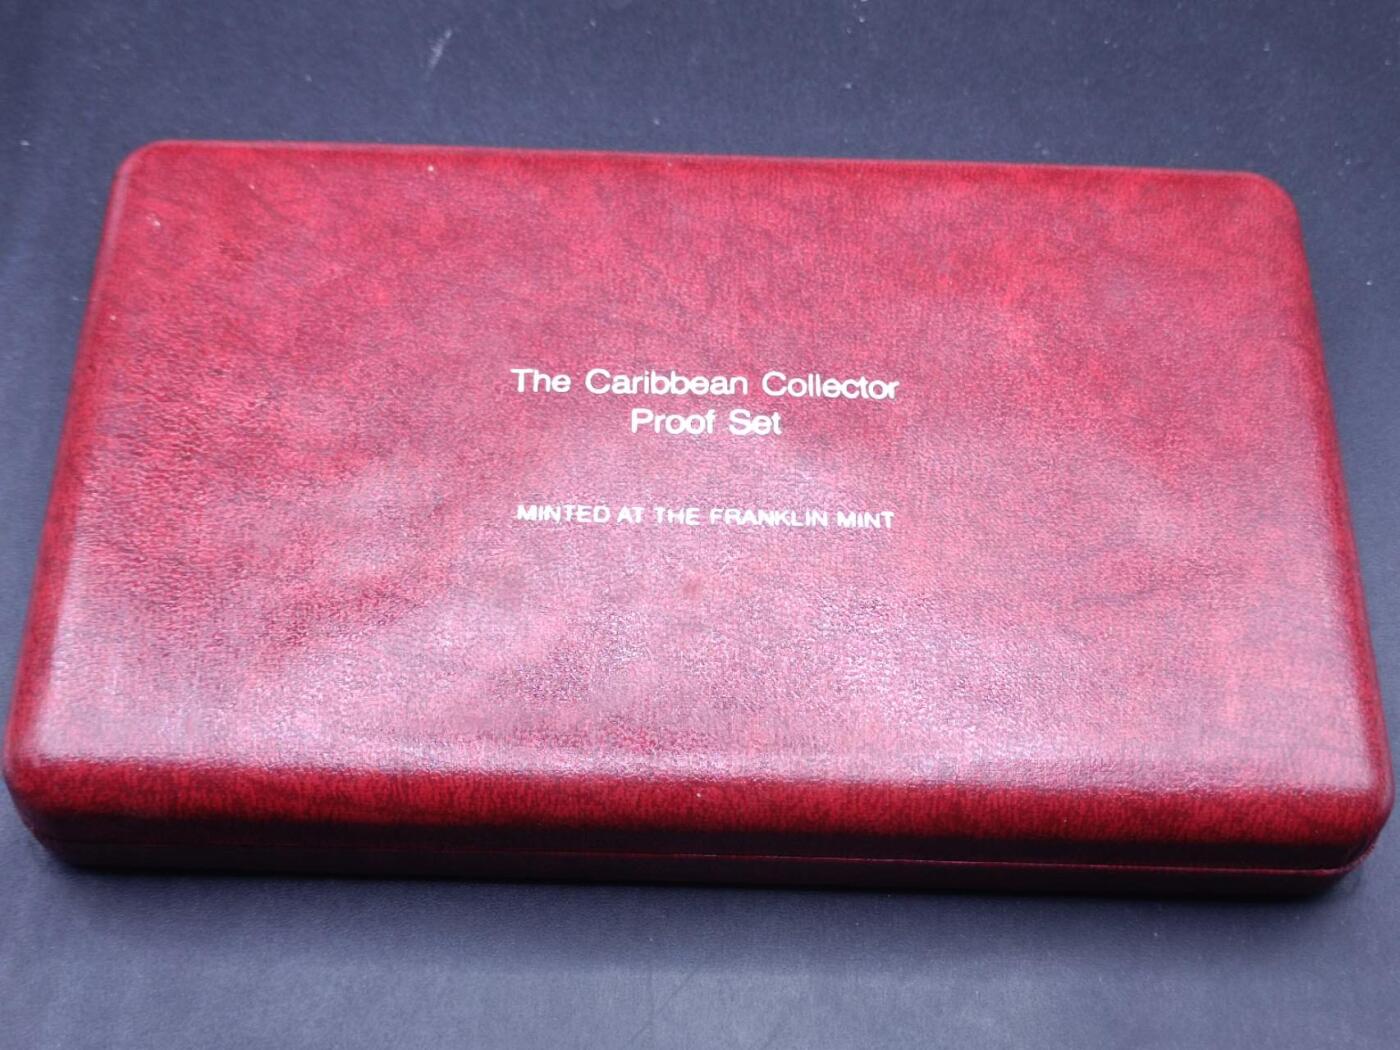 The Caribbean Collector
Proof Set
MINTED AT THE FRANKLIN MINT